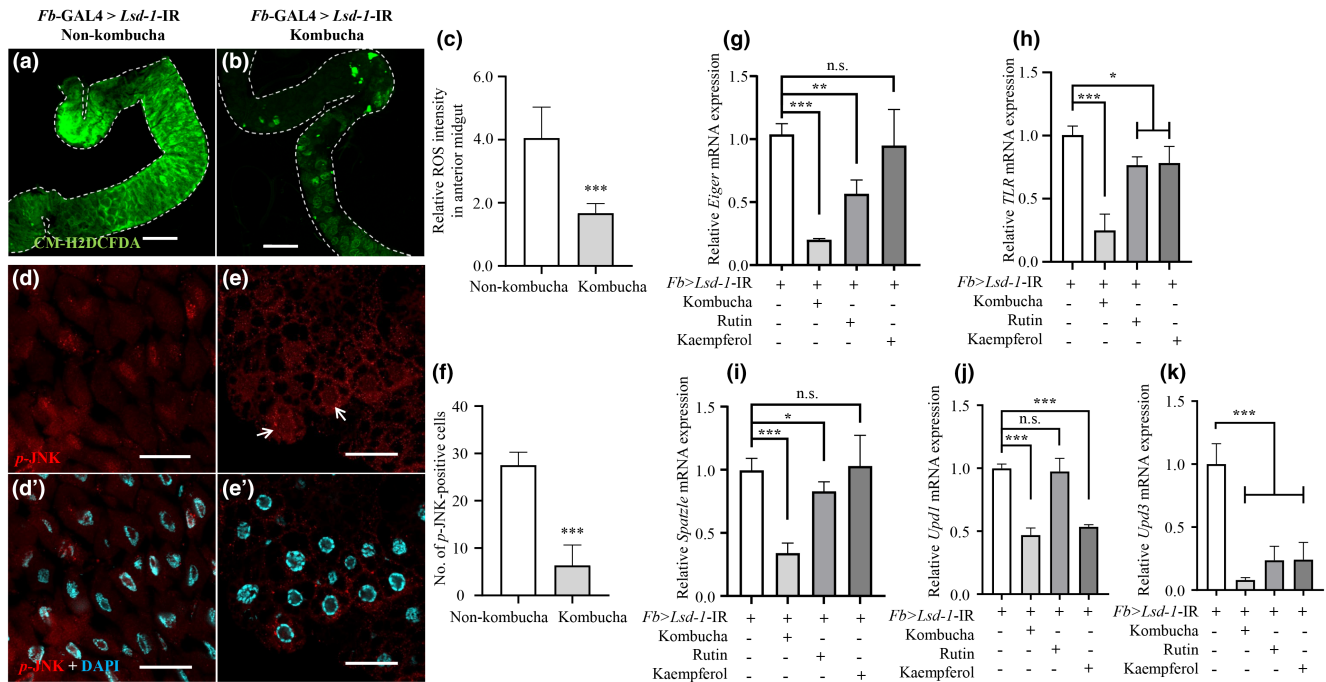 Fb-GAL4 > Lsd-1-IR
Non-kombucha
Fb-GAL4 > Lsd-1-IR
Kombucha
(a)
CM-H2DCFDA
(b)
(c)
Relative ROS intensity
in anterior midgut
6.0
4.0
2.0
0.0
***
Non-kombucha Kombucha
(d)
p-JNK
(e)
(d')
p-JNK + DAPI
(e')
(f)
No. of p-JNK-positive cells
40
30
20
10
0
***
Non-kombucha Kombucha
(g)
Relative Eiger mRNA expression
1.5
1.0
0.5
0.0
n.s.
**
***
Fb>Lsd-1-IR + + + +
Kombucha - + - -
Rutin - - + -
Kaempferol - - - +
(h)
Relative TLR mRNA expression
1.5
1.0
0.5
0.0
*
***
Fb>Lsd-1-IR + + + +
Kombucha - + - -
Rutin - - + -
Kaempferol - - - +
(i)
Relative Spatzle mRNA expression
1.5
1.0
0.5
0.0
n.s.
*
***
Fb>Lsd-1-IR + + + +
Kombucha - + - -
Rutin - - + -
Kaempferol - - - +
(j)
Relative Upd1 mRNA expression
1.5
1.0
0.5
0.0
***
n.s.
***
Fb>Lsd-1-IR + + + +
Kombucha - + - -
Rutin - - + -
Kaempferol - - - +
(k)
Relative Upd3 mRNA expression
1.5
1.0
0.5
0.0
***
Fb>Lsd-1-IR + + + +
Kombucha - + - -
Rutin - - + -
Kaempferol - - - +